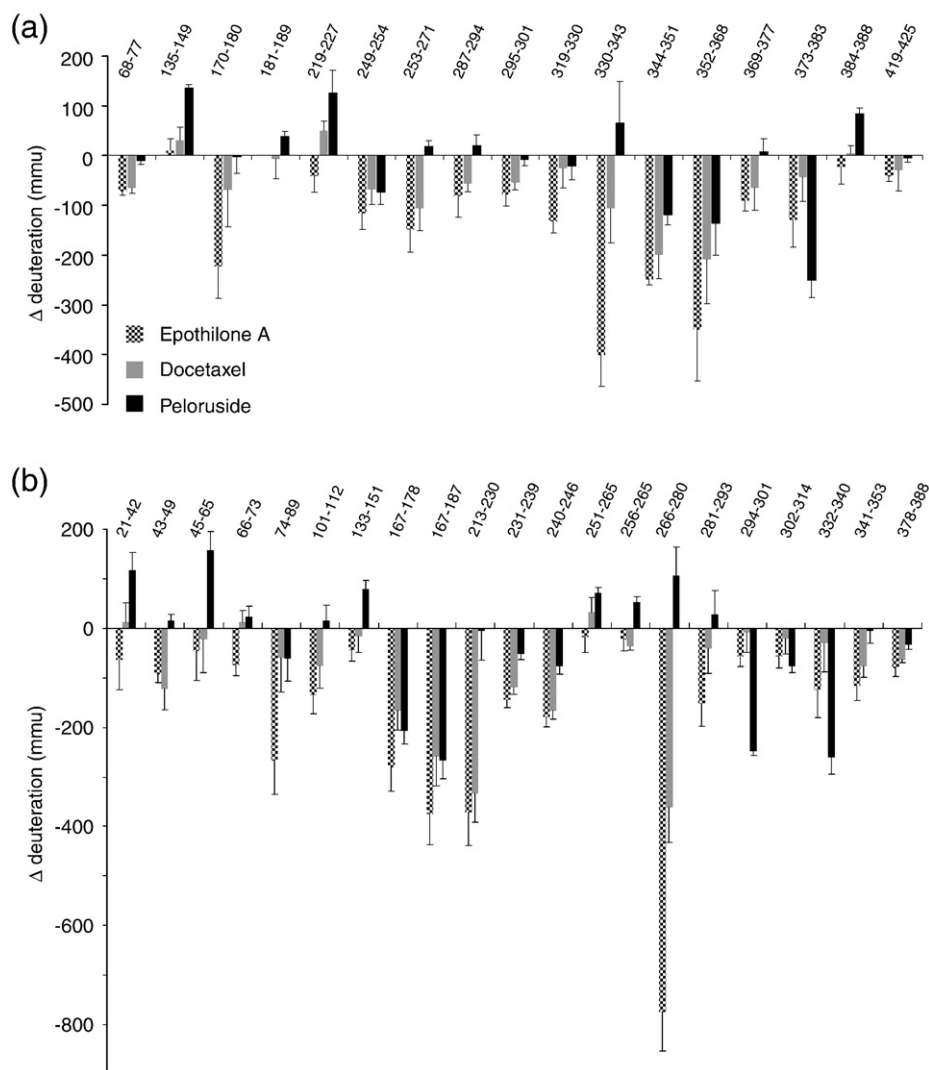 (a)
68-77 135-149 170-180 181-189 219-227 249-254 253-271 287-294 295-301 319-330 330-343 344-351 352-368 369-377 373-383 384-388 419-425
200
100
0
-100
-200
-300
-400
-500
Δ deuteration (mmu)
Epothilone A
Docetaxel
Peloruside
(b)
21-42 43-49 45-65 66-73 74-89 101-112 133-151 167-178 167-187 213-230 231-239 240-246 251-265 256-265 266-280 281-293 294-301 302-314 332-340 341-353 378-388
200
0
-200
-400
-600
-800
Δ deuteration (mmu)